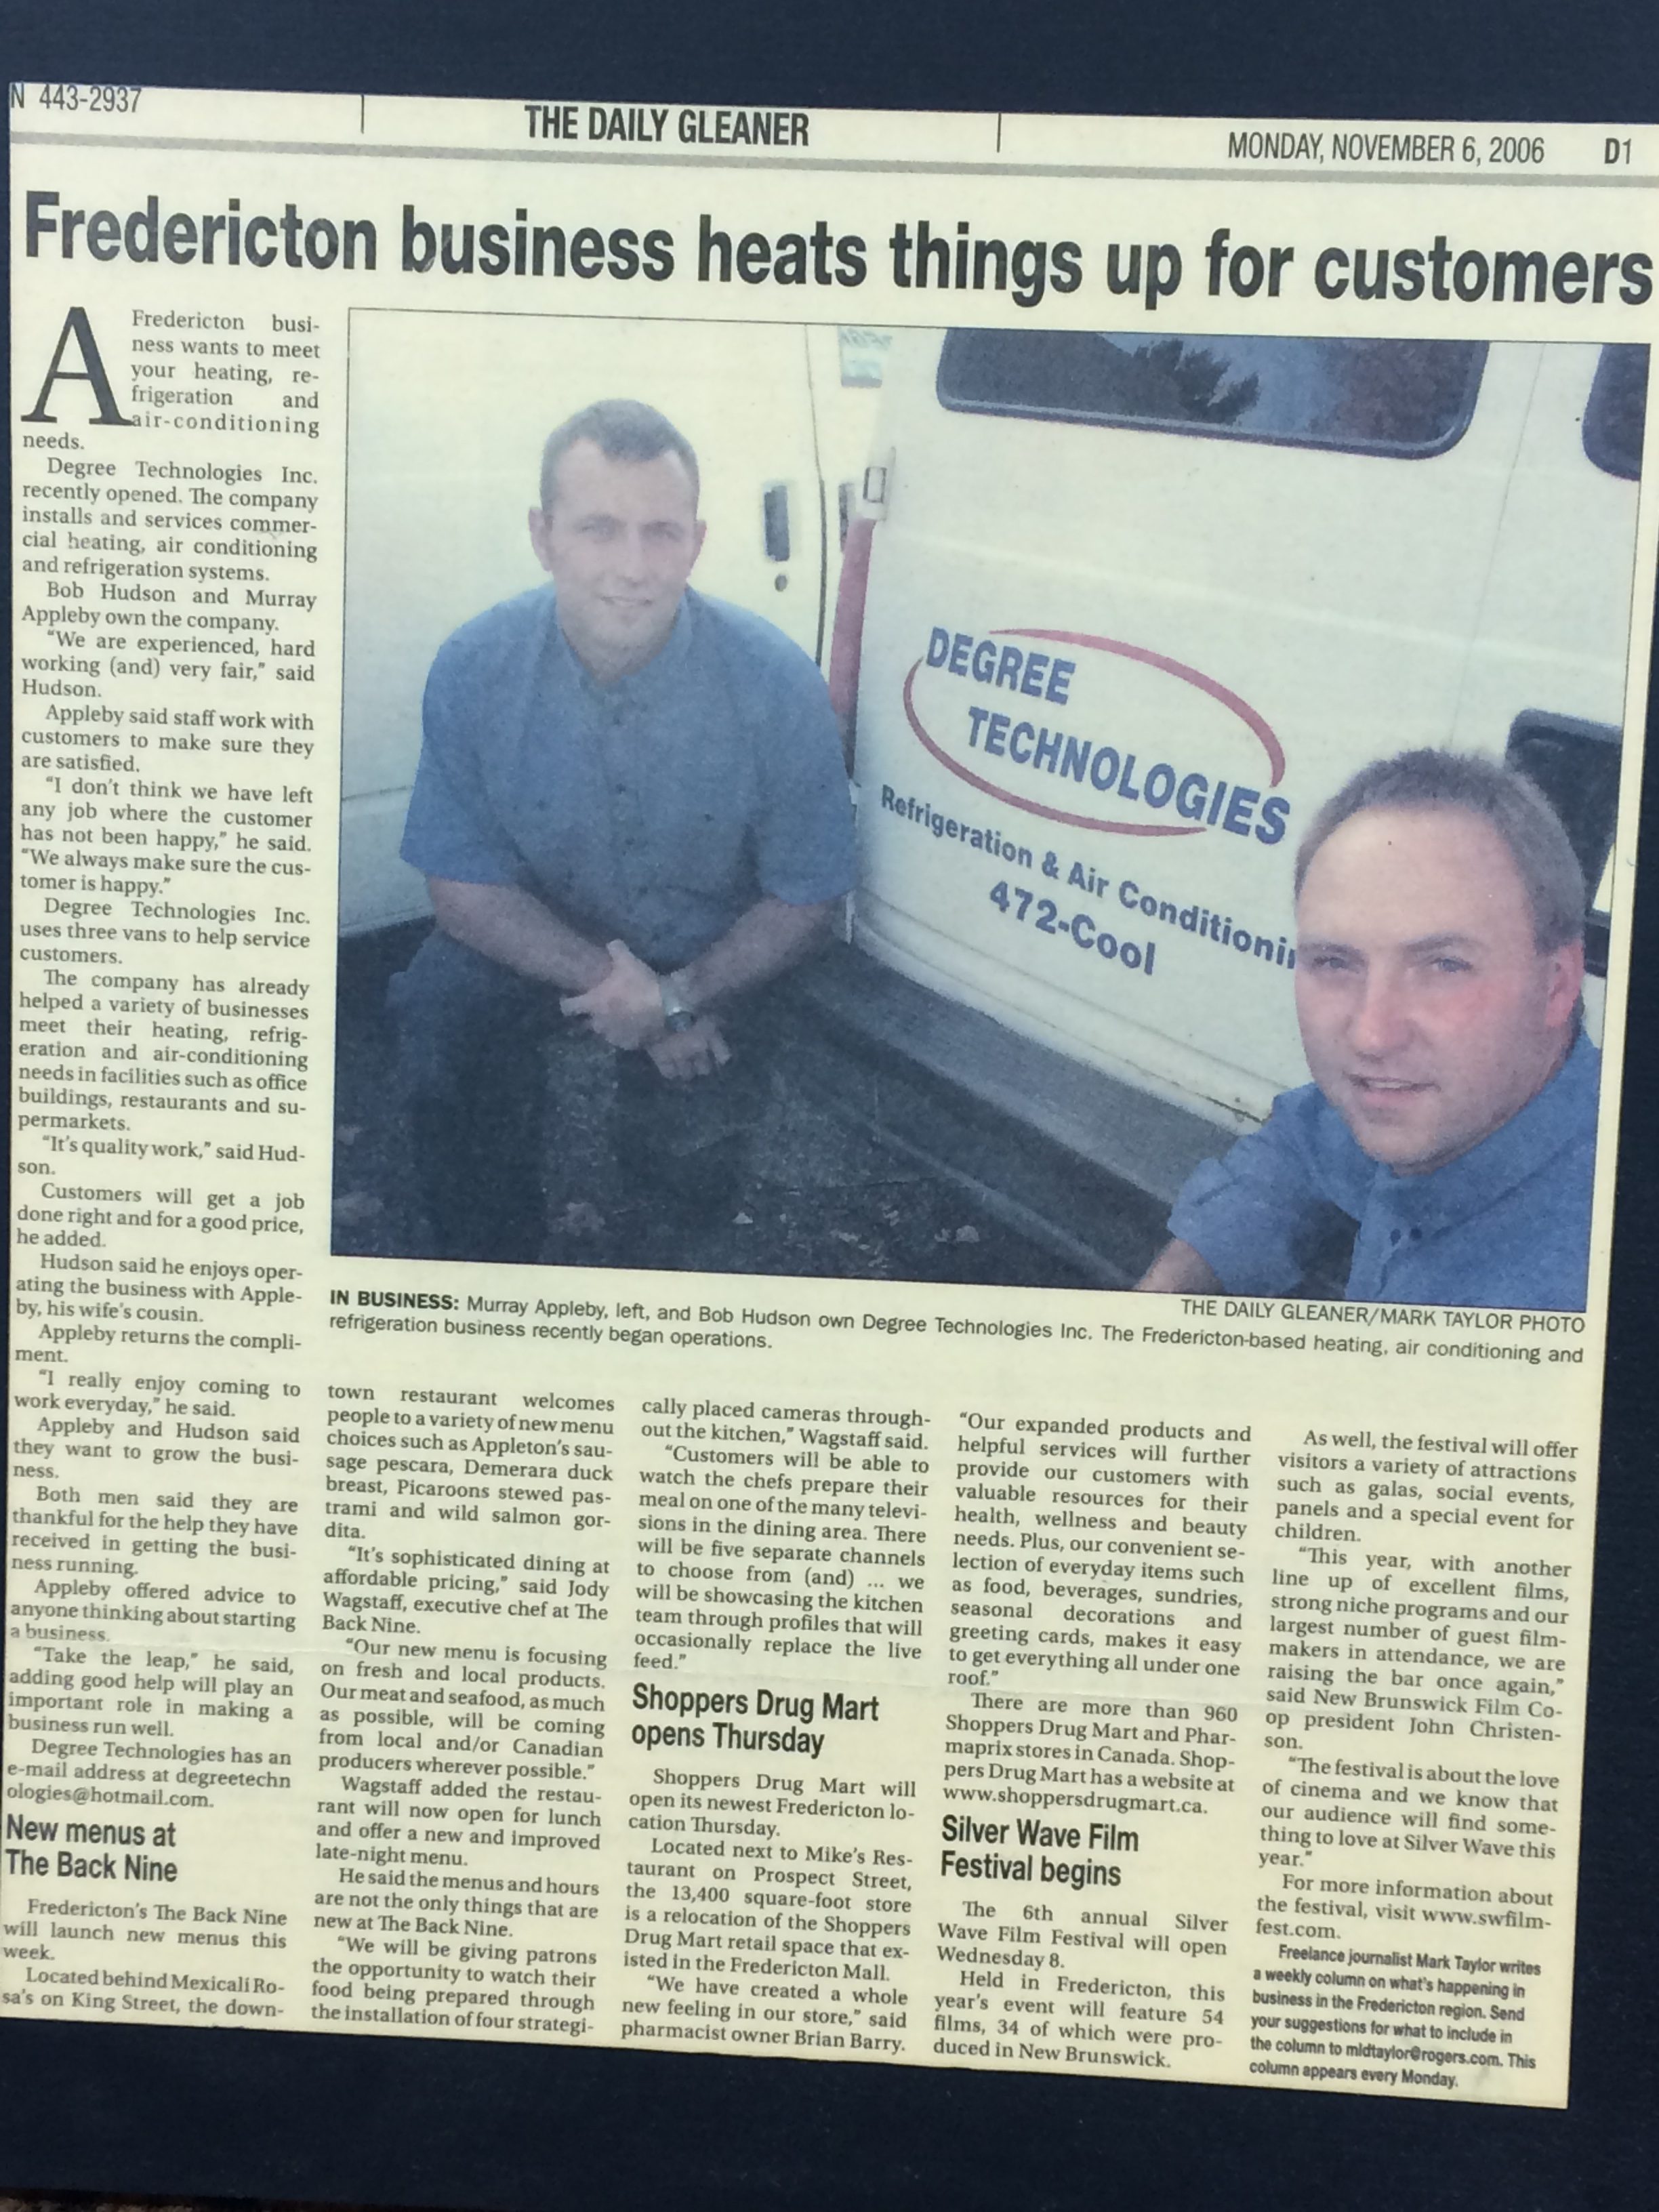 N 443-2937
THE DAILY GLEANER
MONDAY, NOVEMBER 6, 2006
D1
Fredericton business heats things up for customers
A Fredericton busi-
ness wants to meet
your heating, re-
frigeration and
air-conditioning
needs.
Degree Technologies Inc.
recently opened. The company
installs and services commer-
cial heating, air conditioning
and refrigeration systems.
Bob Hudson and Murray
Appleby own the company.
"We are experienced, hard
working (and) very fair," said
Hudson.
Appleby said staff work with
customers to make sure they
are satisfied.
"I don't think we have left
any job where the customer
has not been happy," he said.
"We always make sure the cus-
tomer is happy."
Degree Technologies Inc.
uses three vans to help service
customers.
The company has already
helped a variety of businesses
meet their heating, refrig-
eration and air-conditioning
needs in facilities such as office
buildings, restaurants and su-
permarkets.
"It's quality work," said Hud-
son.
Customers will get a job
done right and for a good price,
he added.
Hudson said he enjoys oper-
ating the business with Apple-
by, his wife's cousin.
Appleby returns the compli-
ment.
"I really enjoy coming to
work everyday," he said.
Appleby and Hudson said
they want to grow the busi-
ness.
Both men said they are
thankful for the help they have
received in getting the busi-
ness running.
Appleby offered advice to
anyone thinking about starting
a business.
"Take the leap," he said,
adding good help will play an
important role in making a
business run well.
Degree Technologies has an
e-mail address at degreetechn
ologies@hotmail.com.
DEGREE
TECHNOLOGIES
Refrigeration & Air Conditionin
472-Cool
THE DAILY GLEANER/MARK TAYLOR PHOTO
IN BUSINESS: Murray Appleby, left, and Bob Hudson own Degree Technologies Inc. The Fredericton-based heating, air conditioning and
refrigeration business recently began operations.
New menus at
The Back Nine
Fredericton's The Back Nine
will launch new menus this
week.
Located behind Mexicali Ro-
sa's on King Street, the down-
town restaurant welcomes
people to a variety of new menu
choices such as Appleton's sau-
sage pescara, Demerara duck
breast, Picaroons stewed pas-
trami and wild salmon gor-
dita.
"It's sophisticated dining at
affordable pricing," said Jody
Wagstaff, executive chef at The
Back Nine.
"Our new menu is focusing
on fresh and local products.
Our meat and seafood, as much
as possible, will be coming
from local and/or Canadian
producers wherever possible."
Wagstaff added the restau-
rant will now open for lunch
and offer a new and improved
late-night menu.
He said the menus and hours
are not the only things that are
new at The Back Nine.
"We will be giving patrons
the opportunity to watch their
food being prepared through
the installation of four strategi-
cally placed cameras through-
out the kitchen," Wagstaff said.
"Customers will be able to
watch the chefs prepare their
meal on one of the many televi-
sions in the dining area. There
will be five separate channels
to choose from (and) ... we
will be showcasing the kitchen
team through profiles that will
occasionally replace the live
feed."
Shoppers Drug Mart
opens Thursday
Shoppers Drug Mart will
open its newest Fredericton lo-
cation Thursday.
Located next to Mike's Res-
taurant on Prospect Street,
the 13,400 square-foot store
is a relocation of the Shoppers
Drug Mart retail space that ex-
isted in the Fredericton Mall.
"We have created a whole
new feeling in our store," said
pharmacist owner Brian Barry.
"Our expanded products and
helpful services will further
provide our customers with
valuable resources for their
health, wellness and beauty
needs. Plus, our convenient se-
lection of everyday items such
as food, beverages, sundries,
seasonal decorations and
greeting cards, makes it easy
to get everything all under one
roof."
There are more than 960
Shoppers Drug Mart and Phar-
maprix stores in Canada. Shop-
pers Drug Mart has a website at
www.shoppersdrugmart.ca.
Silver Wave Film
Festival begins
The 6th annual Silver
Wave Film Festival will open
Wednesday 8.
Held in Fredericton, this
year's event will feature 54
films, 34 of which were pro-
duced in New Brunswick.
As well, the festival will offer
visitors a variety of attractions
such as galas, social events,
panels and a special event for
children.
"This year, with another
line up of excellent films,
strong niche programs and our
largest number of guest film-
makers in attendance, we are
raising the bar once again,"
said New Brunswick Film Co-
op president John Christen-
son.
"The festival is about the love
of cinema and we know that
our audience will find some-
thing to love at Silver Wave this
year."
For more information about
the festival, visit www.swfilm-
fest.com.
Freelance journalist Mark Taylor writes
a weekly column on what's happening in
business in the Fredericton region. Send
your suggestions for what to include in
the column to mldtaylor@rogers.com. This
column appears every Monday.